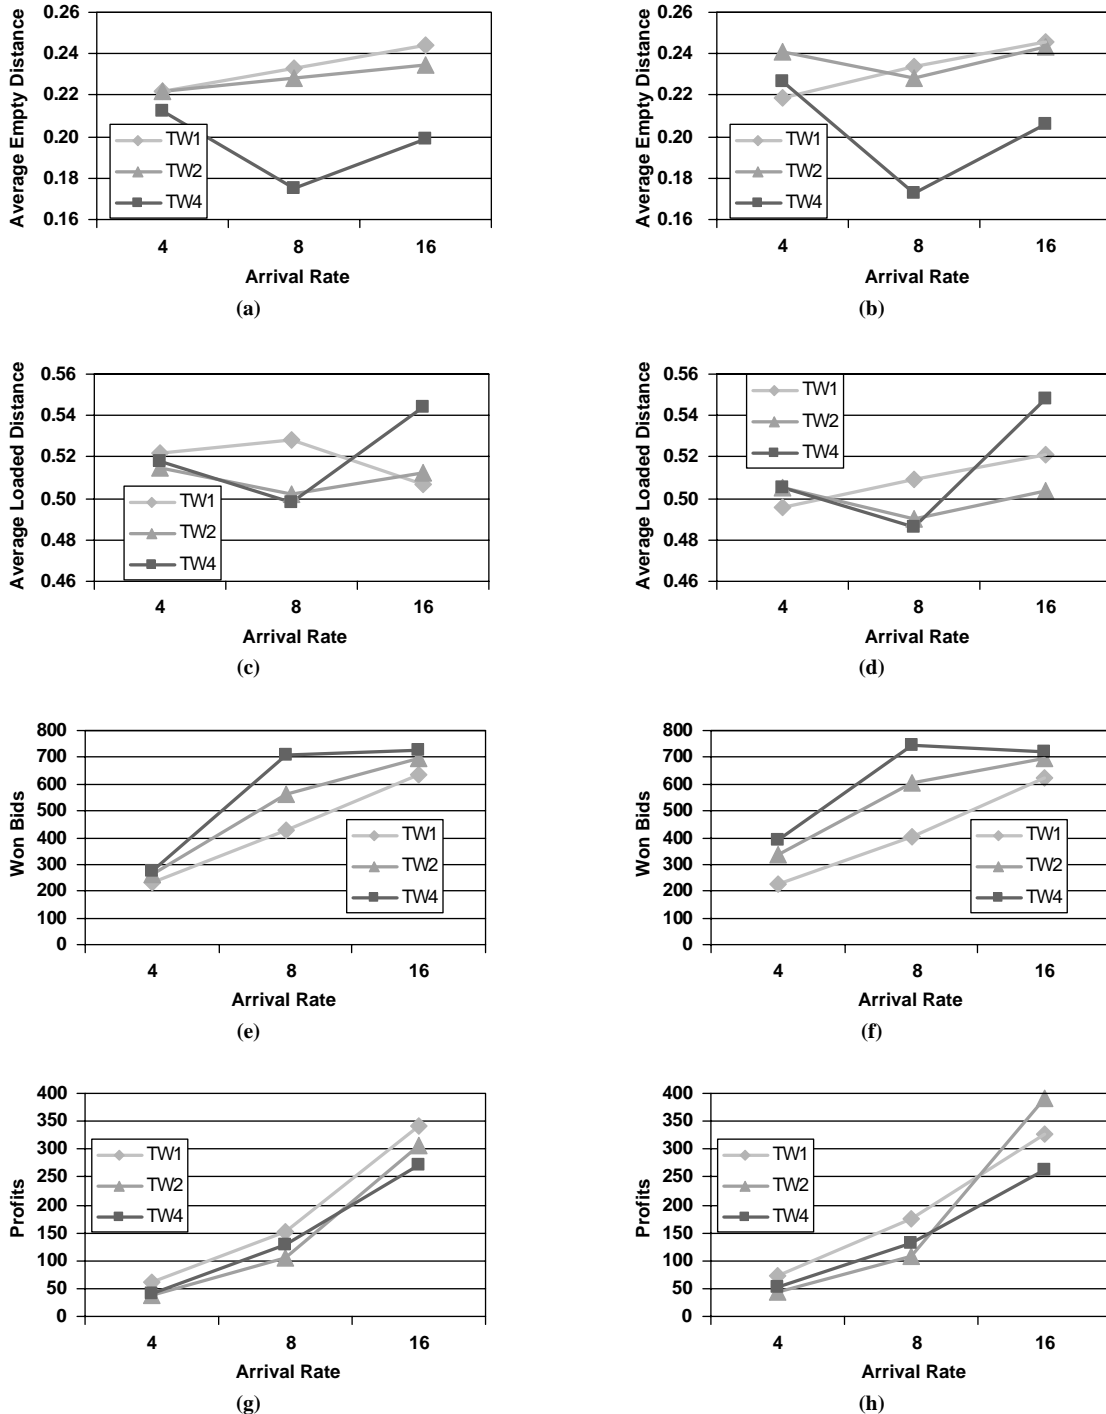 0.26
0.24
0.22
0.20
0.18
0.16
Average Empty Distance
TW1
TW2
TW4
4 8 16
Arrival Rate
(a)
0.26
0.24
0.22
0.20
0.18
0.16
Average Empty Distance
TW1
TW2
TW4
4 8 16
Arrival Rate
(b)
0.56
0.54
0.52
0.50
0.48
0.46
Average Loaded Distance
TW1
TW2
TW4
4 8 16
Arrival Rate
(c)
0.56
0.54
0.52
0.50
0.48
0.46
Average Loaded Distance
TW1
TW2
TW4
4 8 16
Arrival Rate
(d)
800
700
600
500
400
300
200
100
0
Won Bids
TW1
TW2
TW4
4 8 16
Arrival Rate
(e)
800
700
600
500
400
300
200
100
0
Won Bids
TW1
TW2
TW4
4 8 16
Arrival Rate
(f)
400
350
300
250
200
150
100
50
0
Profits
TW1
TW2
TW4
4 8 16
Arrival Rate
(g)
400
350
300
250
200
150
100
50
0
Profits
TW1
TW2
TW4
4 8 16
Arrival Rate
(h)